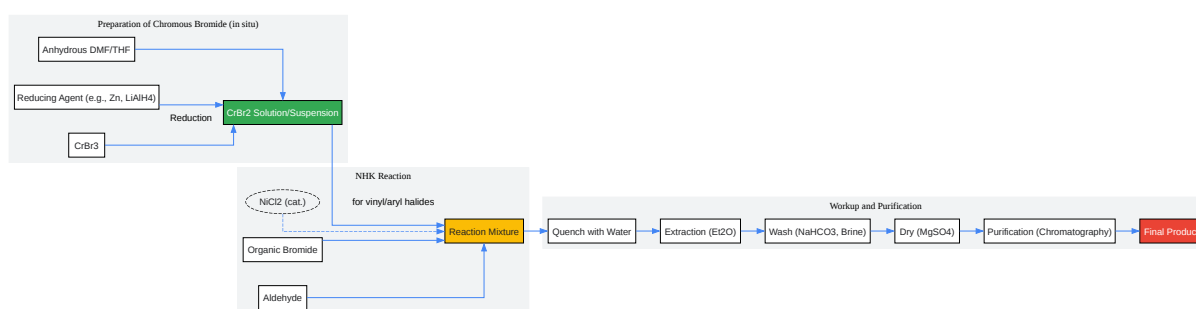 Preparation of Chromous Bromide (in situ)
Anhydrous DMF/THF
Reducing Agent (e.g., Zn, LiAlH4)
CrBr2 Solution/Suspension
Reduction
CrBr3
NHK Reaction
NiCl2 (cat.)
for vinyl/aryl halides
Reaction Mixture
Organic Bromide
Aldehyde
Workup and Purification
Quench with Water
Extraction (Et2O)
Wash (NaHCO3, Brine)
Dry (MgSO4)
Purification (Chromatography)
Final Produc